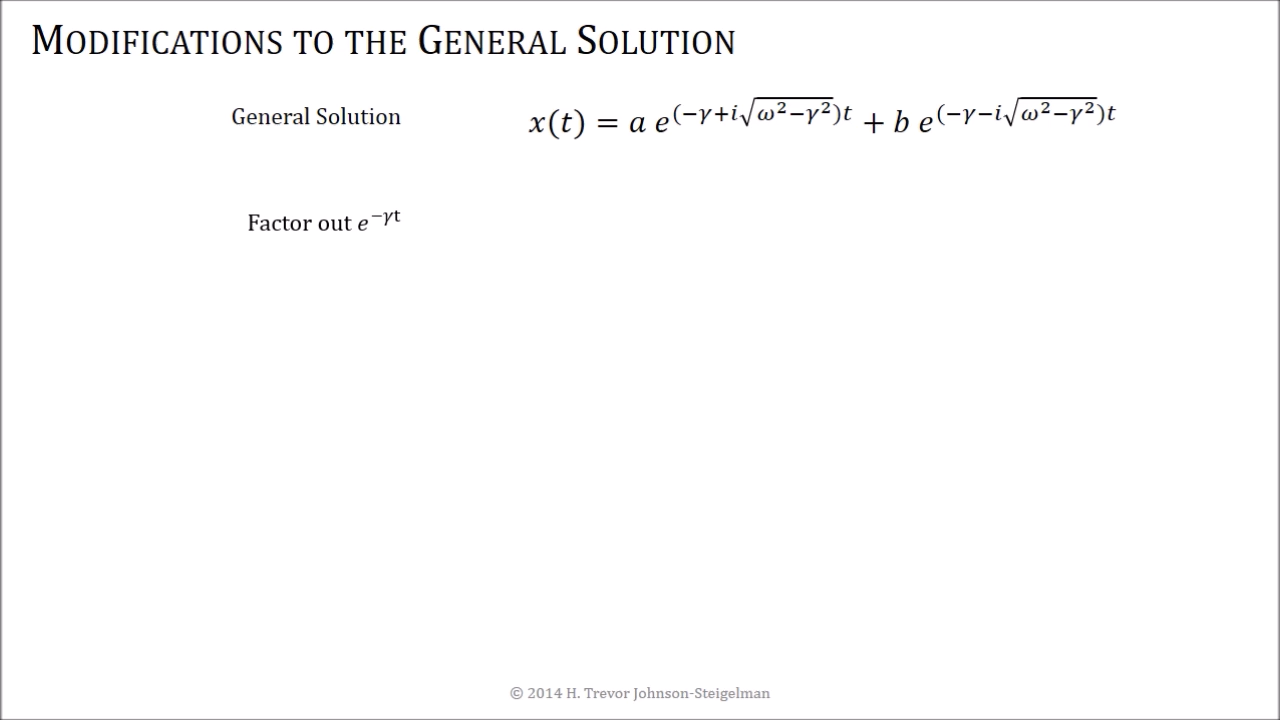 MODIFICATIONS TO THE GENERAL SOLUTION
General Solution x(t) = a e^(−γ+i√(ω²−γ²))t + b e^(−γ−i√(ω²−γ²))t
Factor out e^−γt
© 2014 H. Trevor Johnson-Steigelman